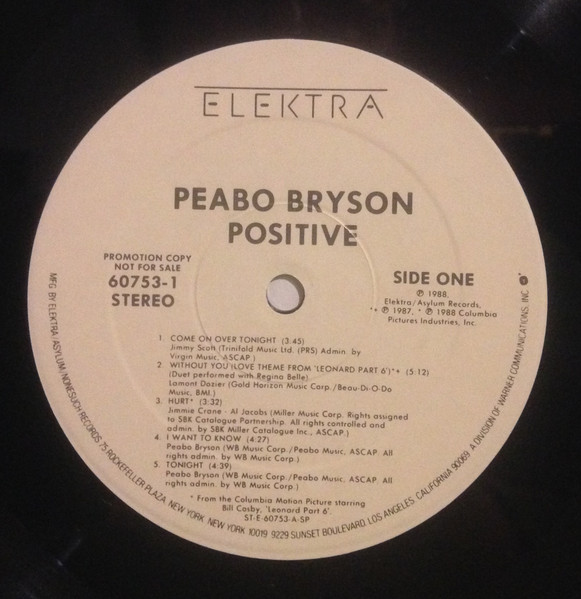 ELEKTRA
PEABO BRYSON
POSITIVE
PROMOTION COPY
NOT FOR SALE
60753-1
STEREO
SIDE ONE
℗ 1988,
Elektra/Asylum Records,
*+ ℗ 1987, * ℗ 1988 Columbia
Pictures Industries, Inc.
1. COME ON OVER TONIGHT (3:45)
Jimmy Scott (Trinifold Music Ltd. (PRS) Admin. by
Virgin Music, ASCAP.)
2. WITHOUT YOU (LOVE THEME FROM 'LEONARD PART 6')*+ (5:12)
(Duet performed with Regina Belle)
Lamont Dozier (Gold Horizon Music Corp./Beau-Di-O-Do
Music, BMI.)
3. HURT* (3:32)
Jimmie Crane - Al Jacobs (Miller Music Corp. Rights assigned
to SBK Catalogue Partnership. All rights controlled and
admin. by SBK Miller Catalogue Inc., ASCAP.)
4. I WANT TO KNOW (4:27)
Peabo Bryson (WB Music Corp./Peabo Music, ASCAP. All
rights admin. by WB Music Corp.)
5. TONIGHT (4:39)
Peabo Bryson (WB Music Corp./Peabo Music, ASCAP. All
rights admin. by WB Music Corp.)
* From the Columbia Motion Picture starring
Bill Cosby, 'Leonard Part 6'.
ST-E-60753-A-SP
MFG. BY ELEKTRA/ASYLUM/NONESUCH RECORDS, 75 ROCKEFELLER PLAZA, NEW YORK, NEW YORK 10019 9229 SUNSET BOULEVARD, LOS ANGELES, CALIFORNIA 90069 A DIVISION OF WARNER COMMUNICATIONS, INC.